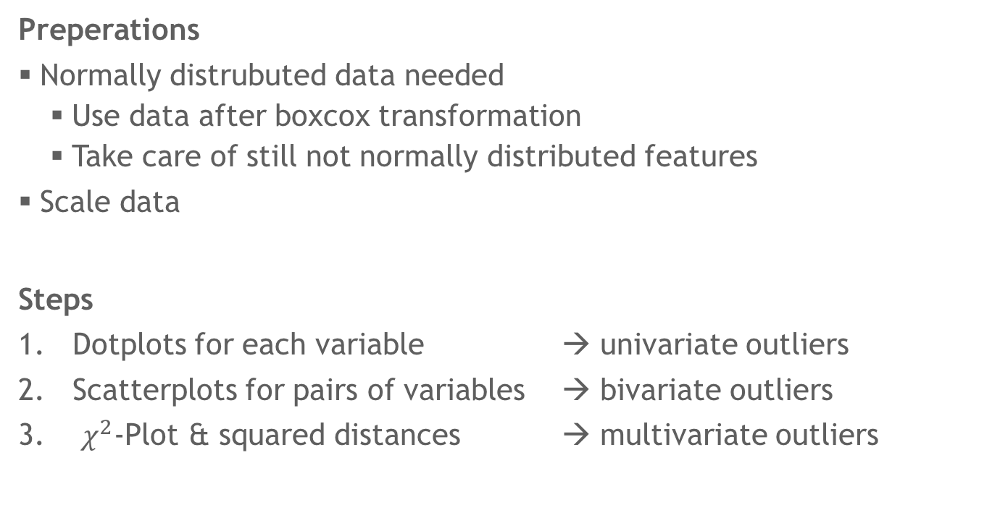 Preperations
▪ Normally distrubuted data needed
▪ Use data after boxcox transformation
▪ Take care of still not normally distributed features
▪ Scale data
Steps
1. Dotplots for each variable → univariate outliers
2. Scatterplots for pairs of variables → bivariate outliers
3. χ²-Plot & squared distances → multivariate outliers